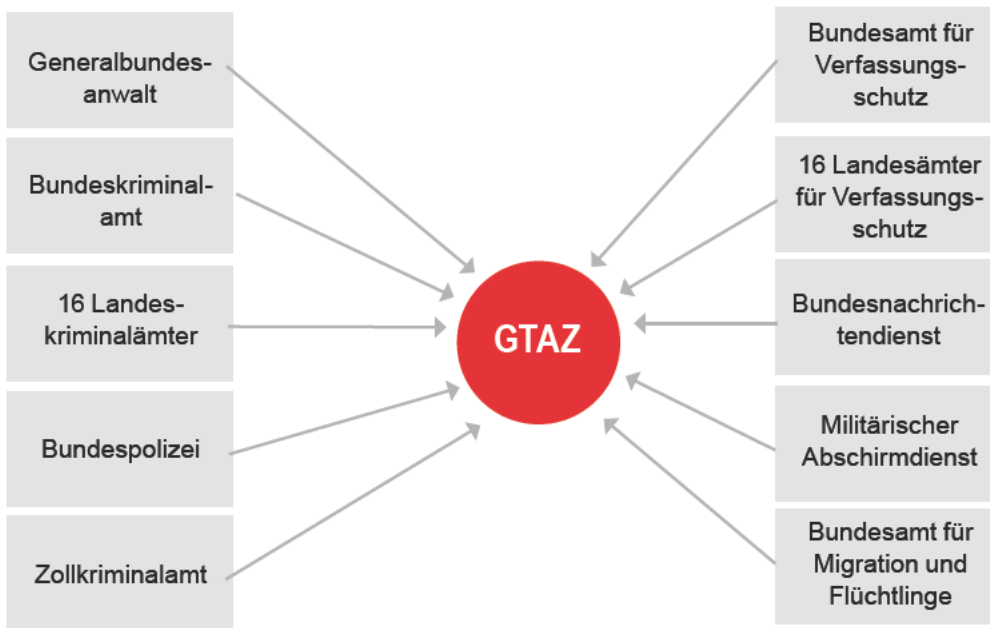 Generalbundes-
anwalt
Bundeskriminal-
amt
16 Landes-
kriminalämter
Bundespolizei
Zollkriminalamt
GTAZ
Bundesamt für
Verfassungs-
schutz
16 Landesämter
für Verfassungs-
schutz
Bundesnachrich-
tendienst
Militärischer
Abschirmdienst
Bundesamt für
Migration und
Flüchtlinge